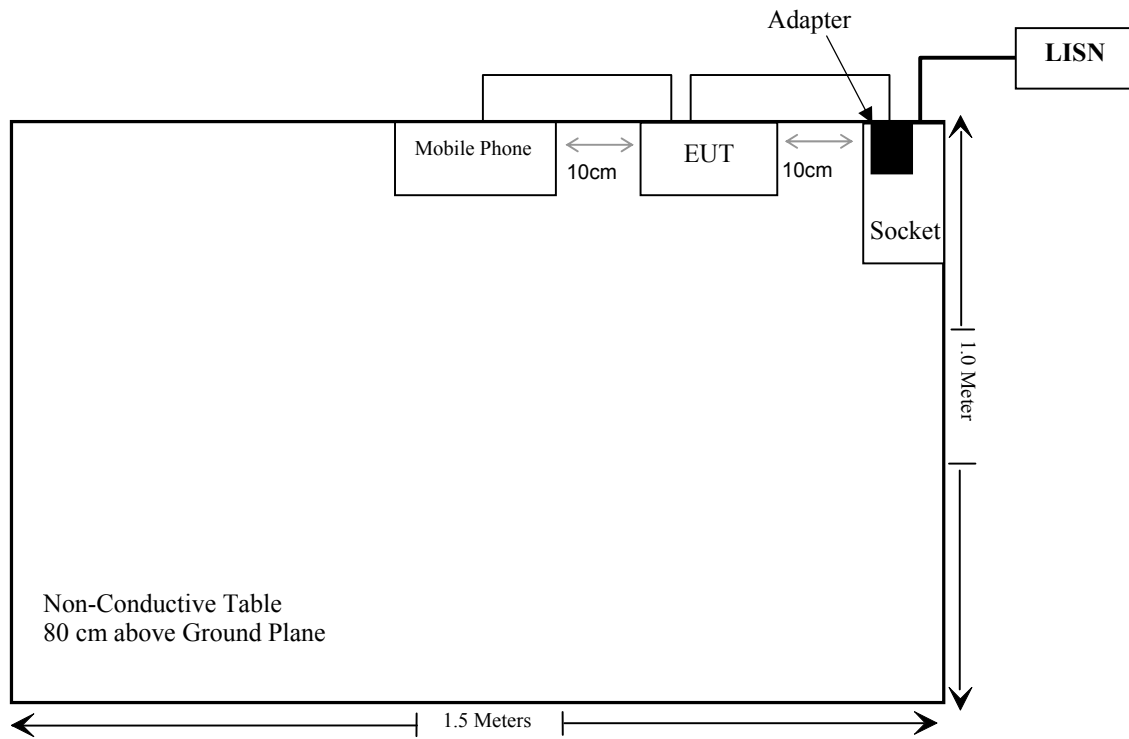 Adapter
LISN
Mobile Phone
10cm
EUT
10cm
Socket
1.0 Meter
Non-Conductive Table
80 cm above Ground Plane
1.5 Meters